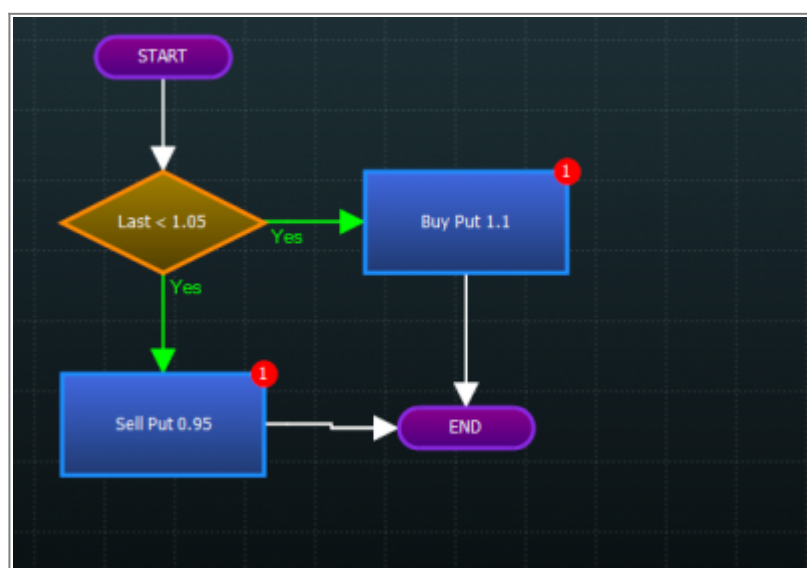 START
Last < 1.05
Yes
Buy Put 1.1
1
Yes
Sell Put 0.95
1
END